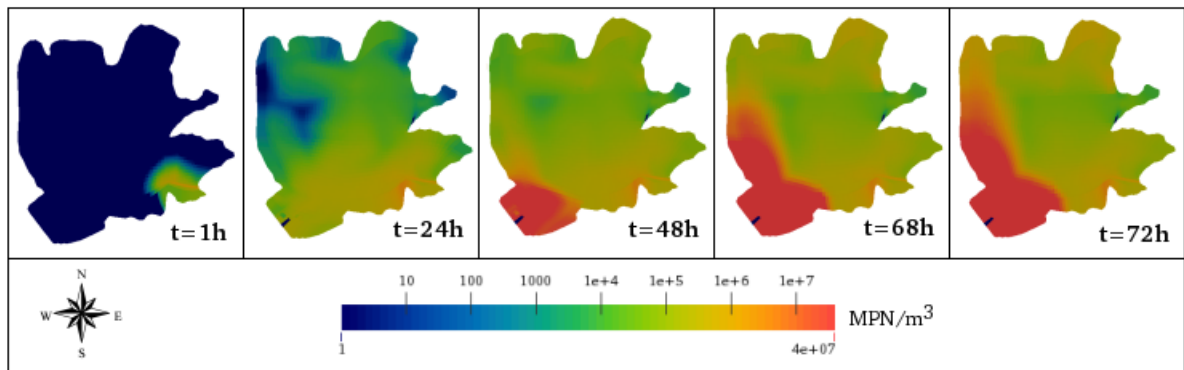 t=1h
t=24h
t=48h
t=68h
t=72h
N
W E
S
10 100 1000 1e+4 1e+5 1e+6 1e+7
MPN/m³
1 4e+07